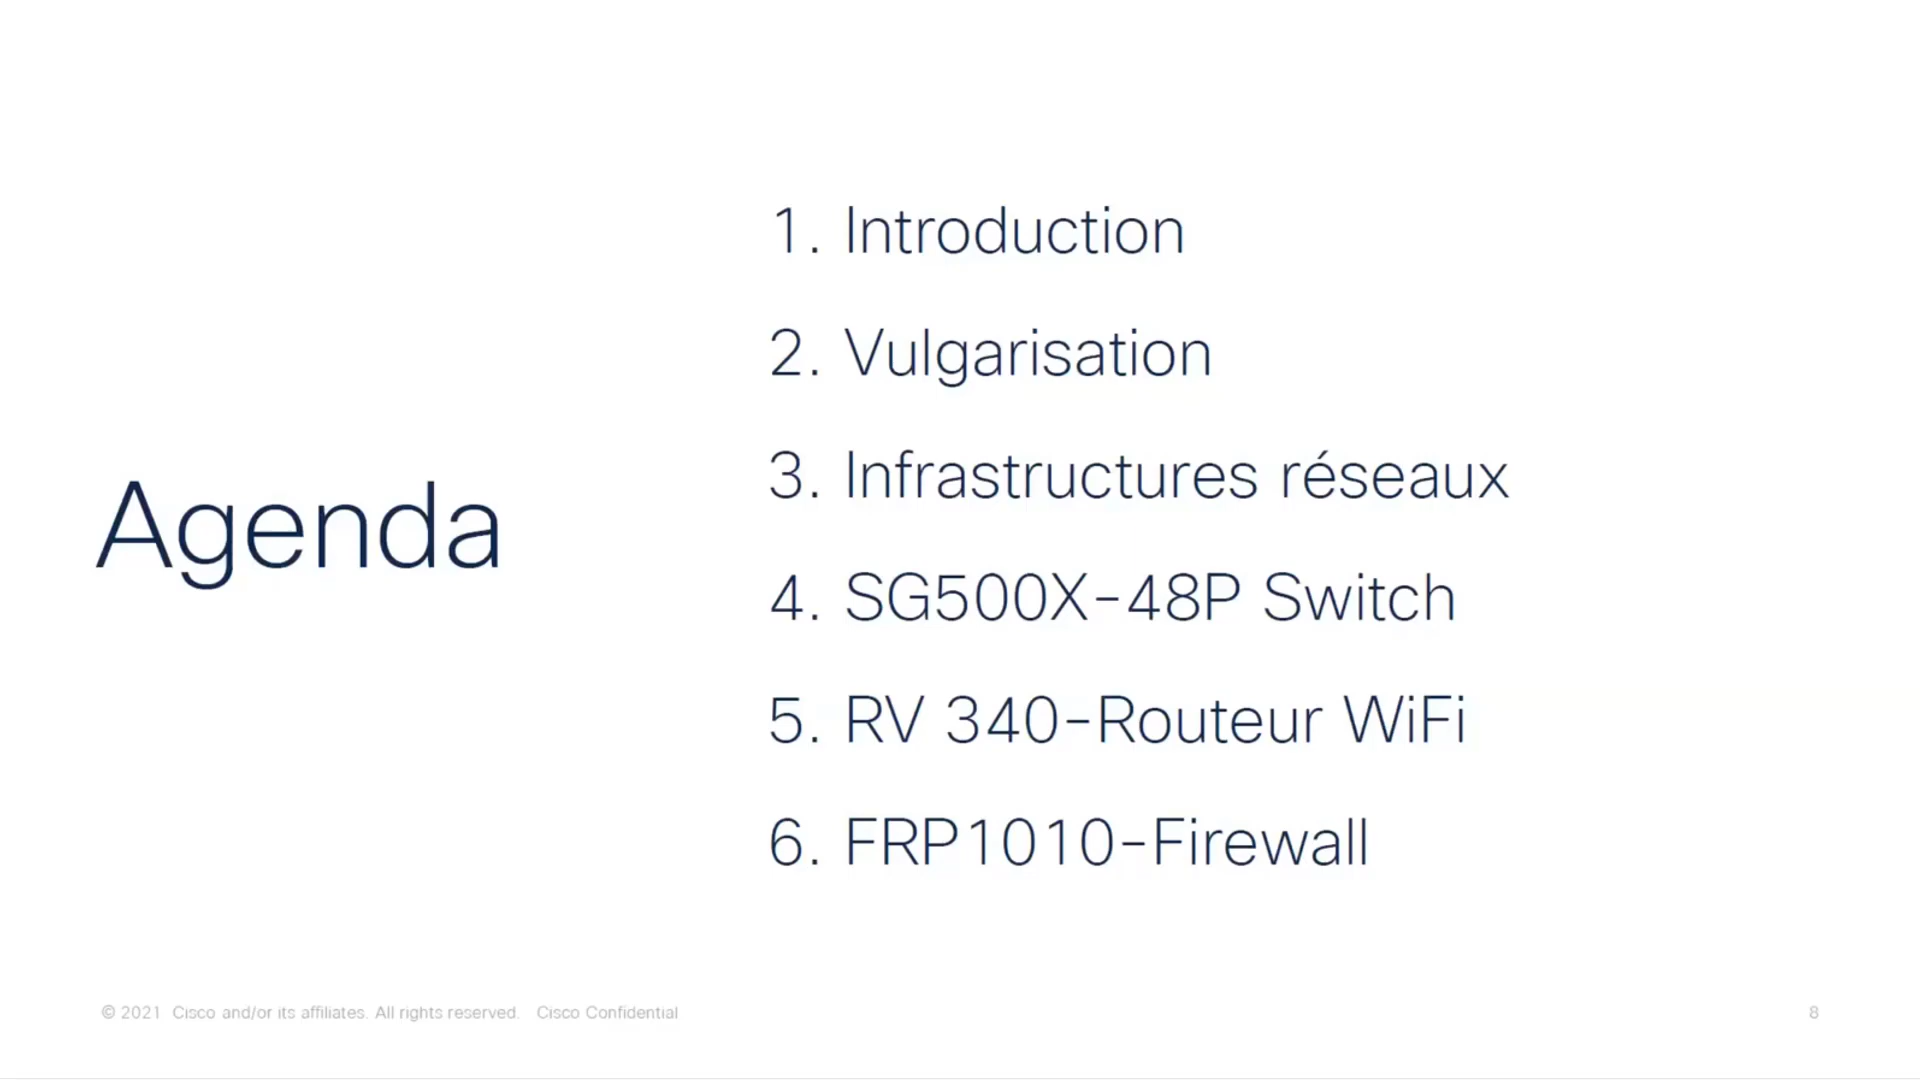 Agenda
1. Introduction
2. Vulgarisation
3. Infrastructures réseaux
4. SG500X-48P Switch
5. RV 340-Routeur WiFi
6. FRP1010-Firewall
© 2021 Cisco and/or its affiliates. All rights reserved. Cisco Confidential
8